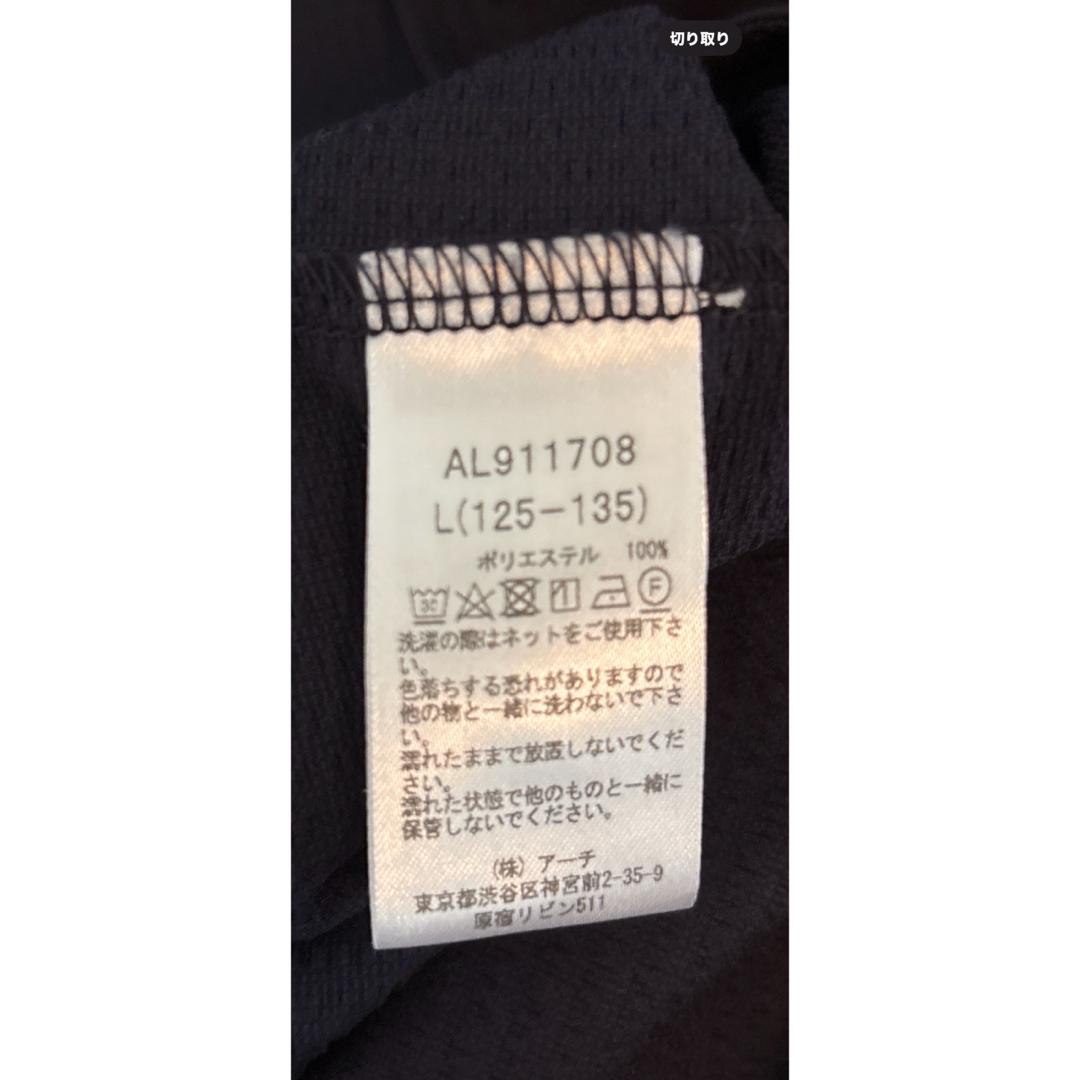 切り取り
AL911708
L(125-135)
ポリエステル 100%
30
F
洗濯の際はネットをご使用下さ
い。
色落ちする恐れがありますので
他の物と一緒に洗わないで下さ
い。
濡れたままで放置しないでくだ
さい。
濡れた状態で他のものと一緒に
保管しないでください。
(株) アーチ
東京都渋谷区神宮前2-35-9
原宿リビン511